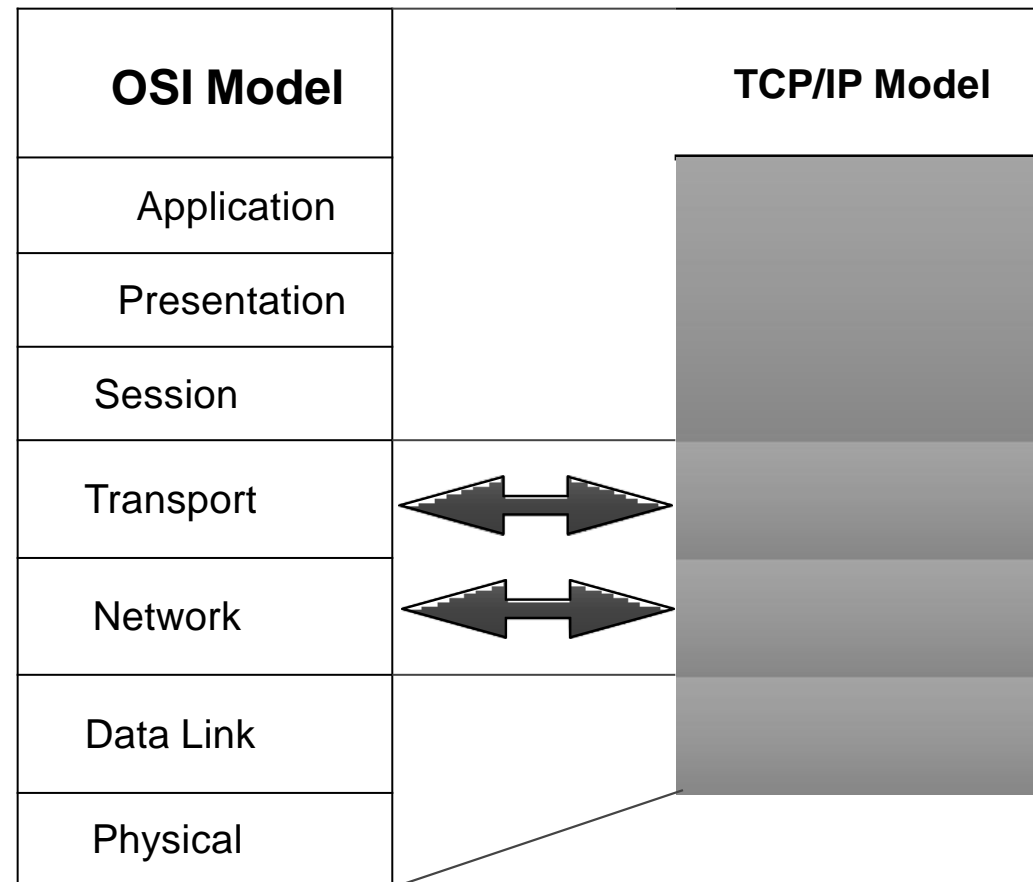 OSI Model
TCP/IP Model
Application
Presentation
Session
Transport
Network
Data Link
Physical